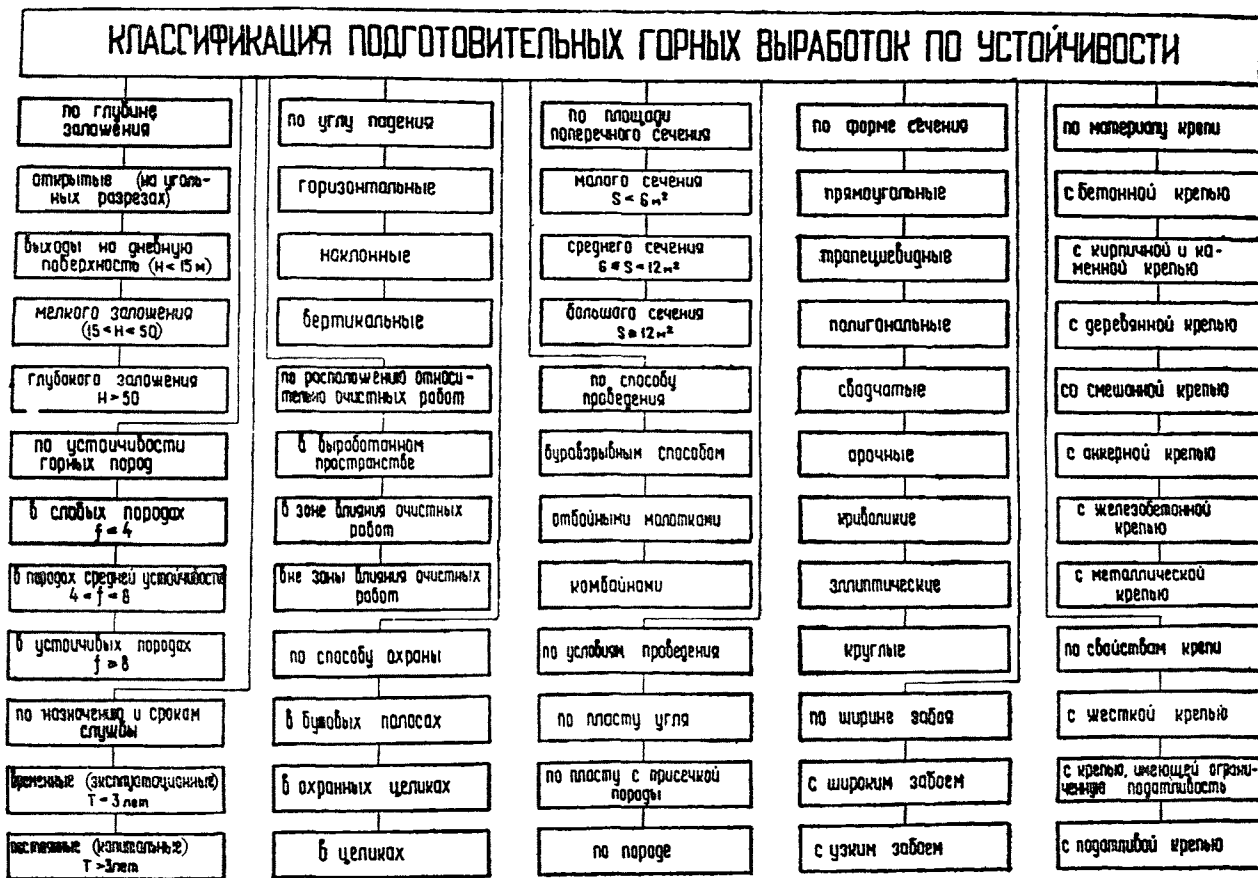 КЛАССИФИКАЦИЯ ПОДГОТОВИТЕЛЬНЫХ ГОРНЫХ ВЫРАБОТОК ПО УСТОЙЧИВОСТИ
по глубине
заложения
открытые (на уголь-
ных разрезах)
выходы на дневную
поверхность (H < 15 м)
мелкого заложения
(15 < H < 50)
глубокого заложения
H > 50
по устоичивости
горных пород
в слабых породах
f < 4
в породах средней устойчивости
4 < f < 8
в устоичивых породах
f ⩾ 8
по назначению и срокам
службы
временные (эксплуатационные)
T = 3 лет
постоянные (капитальные)
T > 3 лет
по углу падения
горизонтальные
наклонные
вертикальные
по расположению относи-
тельно очистных работ
в выработанном
пространстве
в зоне влияния очистных
работ
вне зоны влияния очистных
работ
по способу охраны
в бутовых полосах
в охранных целиках
в целиках
по площади
поперечного сечения
малого сечения
S < 6 м²
среднего сечения
6 ⩽ S < 12 м²
большого сечения
S ⩾ 12 м²
по способу
проведения
буравзрывным способом
отбойными молотками
комбайнами
по условиям проведения
по пласту угля
по пласту с присечкой
породы
по породе
по форме сечения
прямоугольные
трапециевидные
полигональные
сводчатые
арочные
эллиптические
круглые
по ширине забоя
с широким забоем
с узким забоем
по материалу крепи
с бетонной крепью
с кирпичной и ка-
менной крепью
с деревянной крепью
со смешанной крепью
с анкерной крепью
с железобетонной
крепью
с металлической
крепью
по свойствам крепи
с жесткой крепью
с крепью, имеющей ограни-
ченную податливость
с податливой крепью